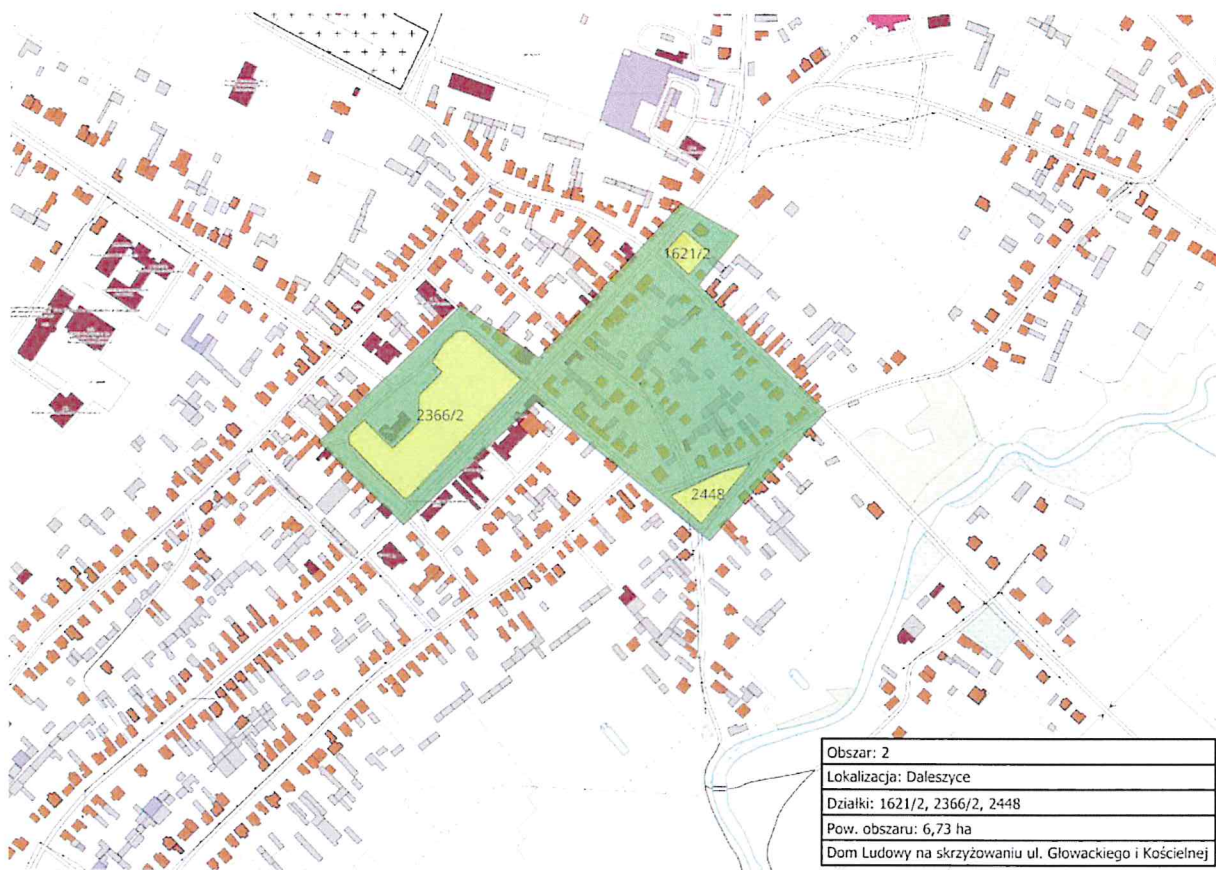 1621/2
2366/2
2448
Obszar: 2
Lokalizacja: Daleszyce
Działki: 1621/2, 2366/2, 2448
Pow. obszaru: 6,73 ha
Dom Ludowy na skrzyżowaniu ul. Głowackiego i Kościelnej